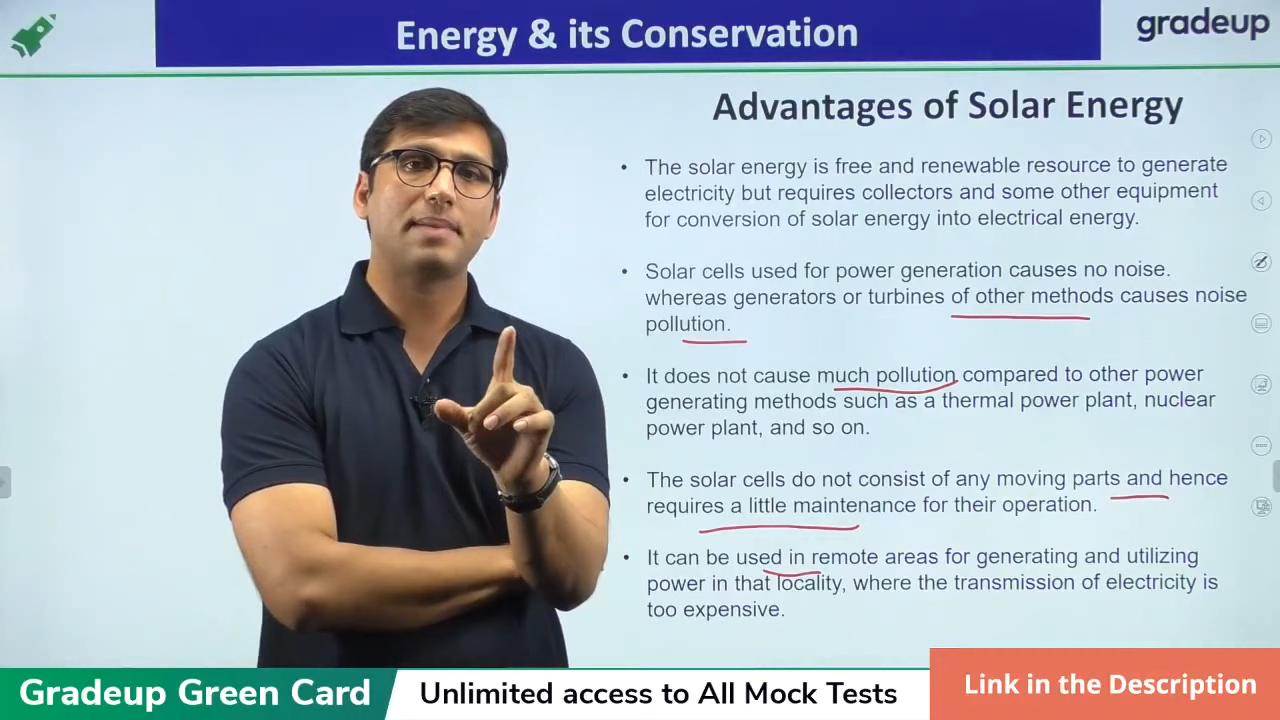 Energy & its Conservation
gradeup
Advantages of Solar Energy
• The solar energy is free and renewable resource to generate
electricity but requires collectors and some other equipment
for conversion of solar energy into electrical energy.
• Solar cells used for power generation causes no noise.
whereas generators or turbines of other methods causes noise
pollution.
• It does not cause much pollution compared to other power
generating methods such as a thermal power plant, nuclear
power plant, and so on.
• The solar cells do not consist of any moving parts and hence
requires a little maintenance for their operation.
• It can be used in remote areas for generating and utilizing
power in that locality, where the transmission of electricity is
too expensive.
Gradeup Green Card
Unlimited access to All Mock Tests
Link in the Description